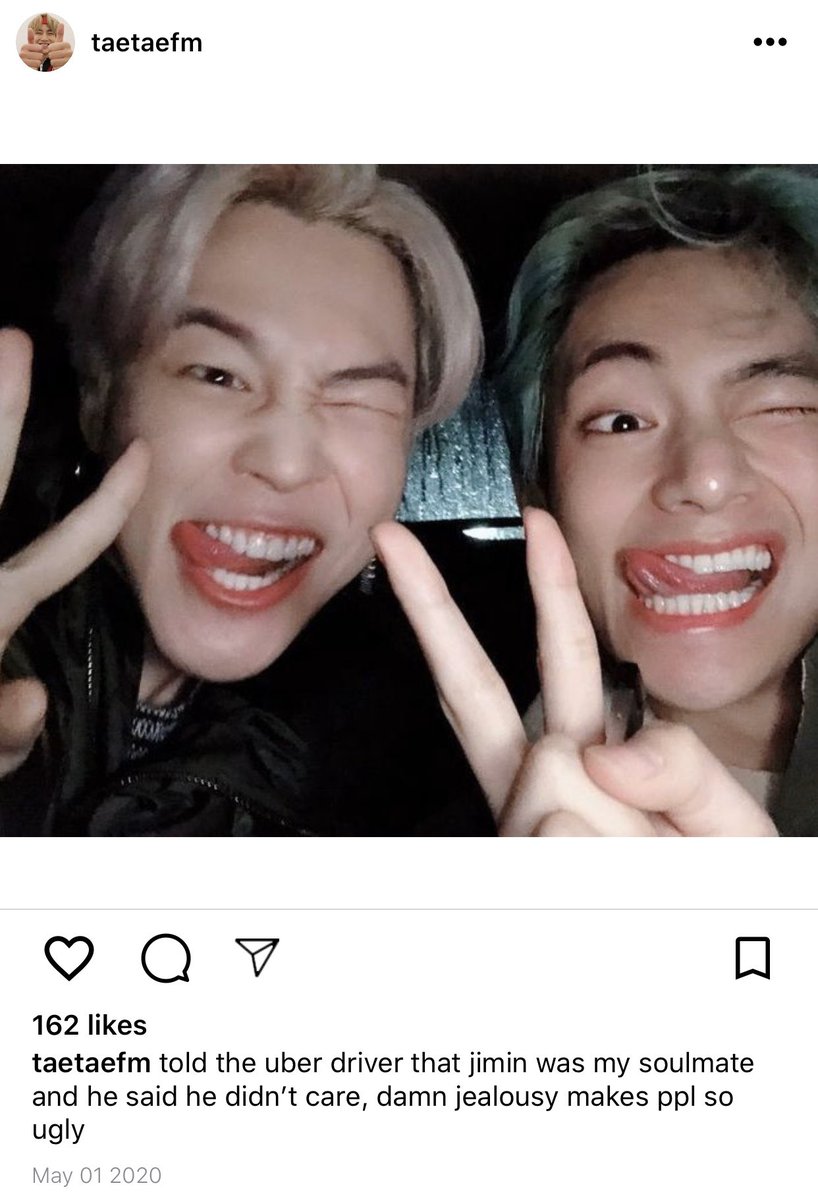 taetaefm
162 likes
taetaefm told the uber driver that jimin was my soulmate
and he said he didn’t care, damn jealousy makes ppl so
ugly
May 01 2020